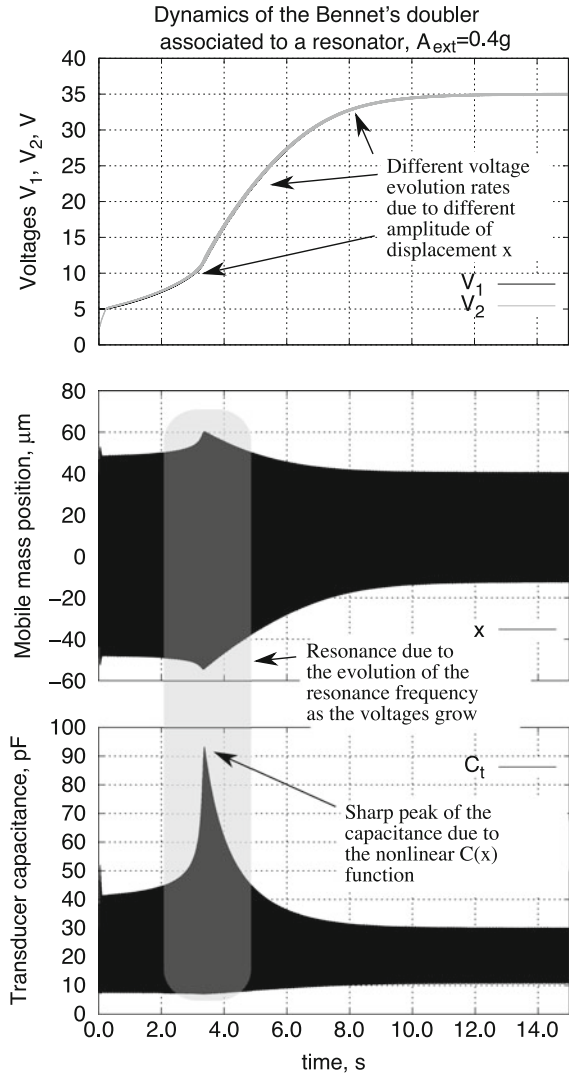 Dynamics of the Bennet's doubler
associated to a resonator, A_ext=0.4g
Voltages V_1, V_2, V
40
35
30
25
20
15
10
5
0
Different voltage
evolution rates
due to different
amplitude of
displacement x
V_1
V_2
Mobile mass position, μm
80
60
40
20
0
−20
−40
−60
x
Resonance due to
the evolution of the
resonance frequency
as the voltages grow
Transducer capacitance, pF
100
90
80
70
60
50
40
30
20
10
0
C_t
Sharp peak of the
capacitance due to
the nonlinear C(x)
function
0.0 2.0 4.0 6.0 8.0 10.0 12.0 14.0
time, s